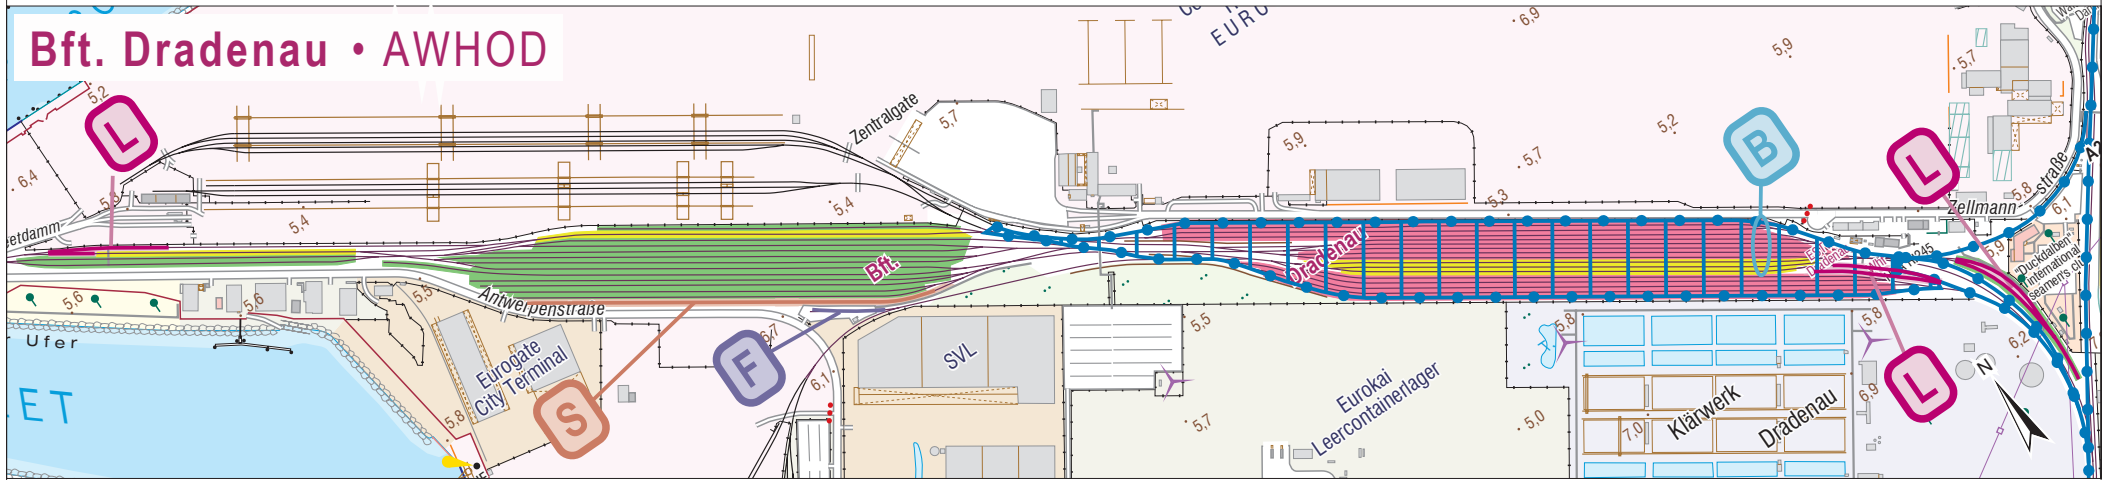 Bft. Dradenau • AWHOD
EURO
6,9
5,9
5,7
5,2
L
6,4
5,4
5,4
Zentralgate
5,7
5,9
5,2
5,7
5,3
B
L
A7
straße
5,8
6,1
Zellmann
etdamm
Bft.
Dradenau
5,9
"Duckdalben"
international
seamen's club
5,6
5,6
5,5
Antwerpenstraße
Ufer
ET
Eurogate
City Terminal
5,8
S
F
6,7
6,1
SVL
5,5
5,7
Eurokai
Leercontainerlager
5,0
5,8
5,8
7,0
Klärwerk
Dradenau
6,9
L
6,2
N